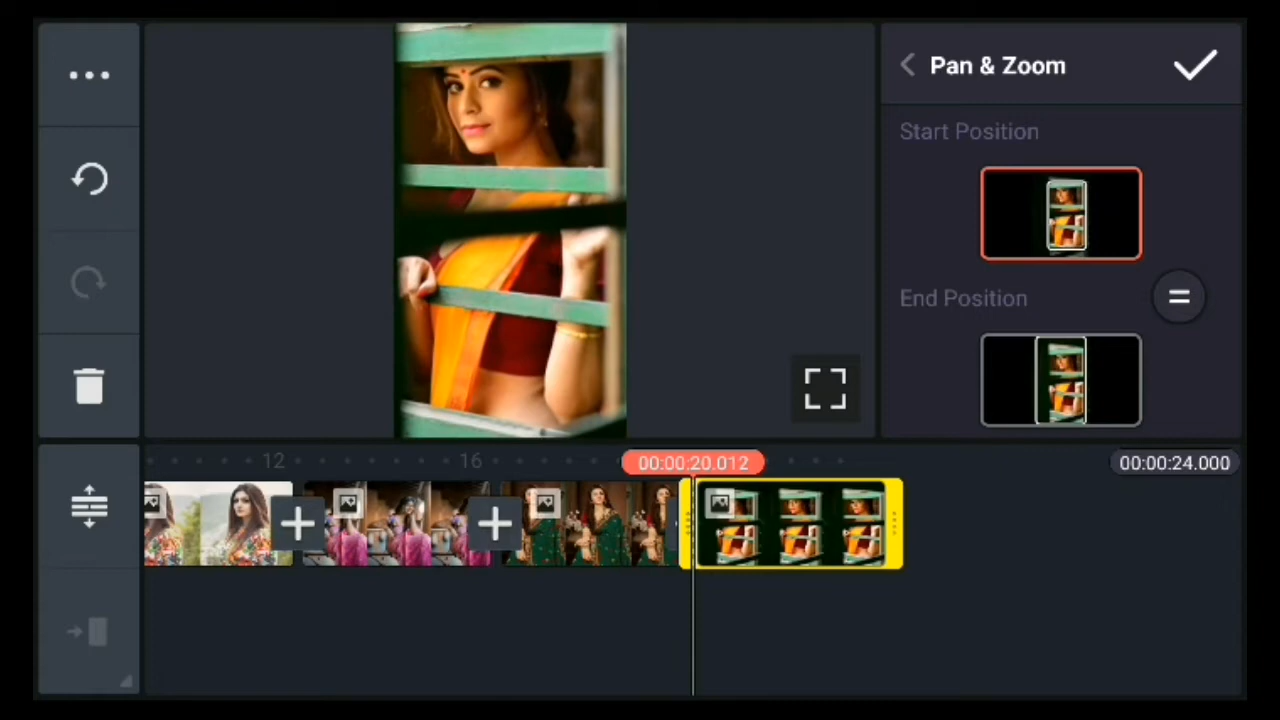 Pan & Zoom
Start Position
End Position
12
16
00:00:20.012
00:00:24.000